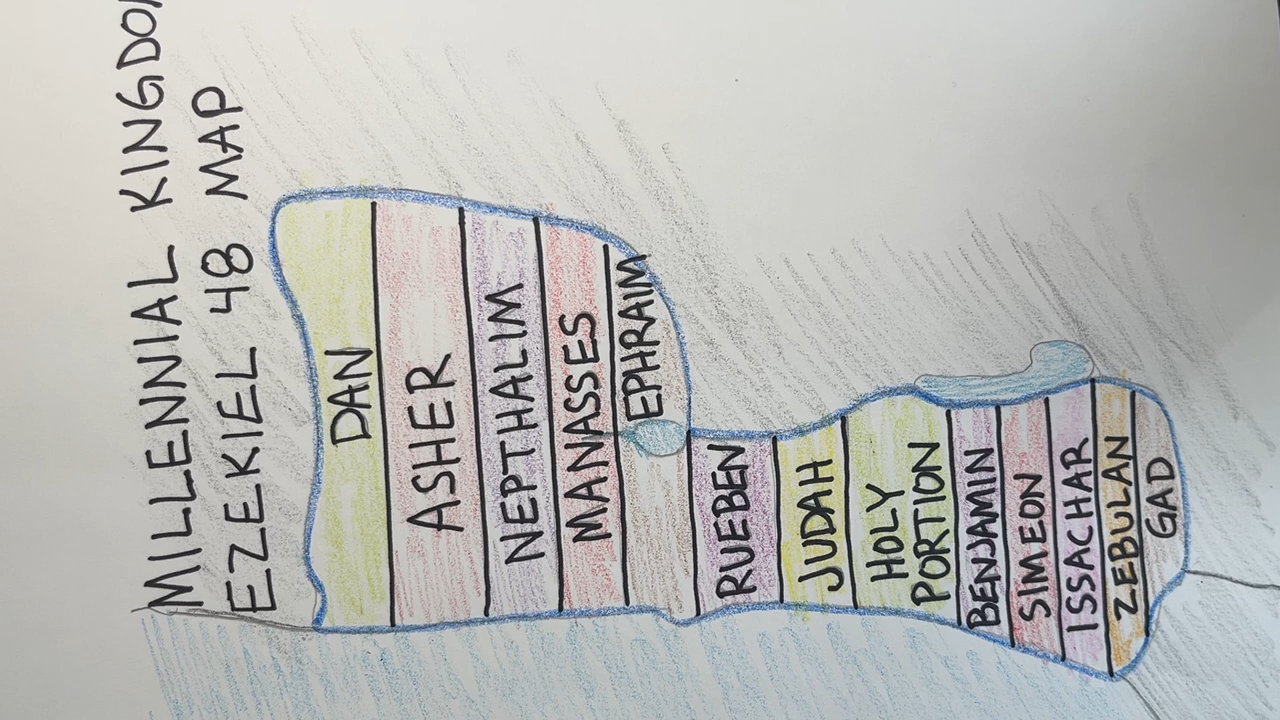 MILLENNIAL KINGDO
EZEKIEL 48 MAP
DAN
ASHER
NEPTHALIM
MANASSES
EPHRAIM
RUEBEN
JUDAH
HOLY
PORTION
BENJAMIN
SIMEON
ISSACHAR
ZEBULAN
GAD